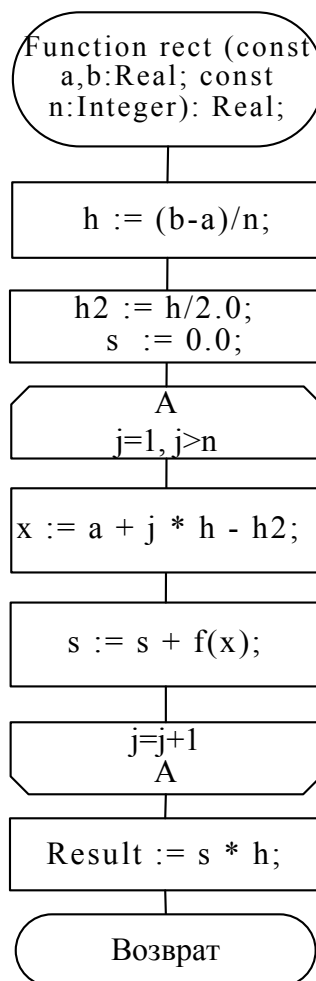 Function rect (const
a,b:Real; const
n:Integer): Real;
h := (b-a)/n;
h2 := h/2.0;
s := 0.0;
A
j=1, j>n
x := a + j * h - h2;
s := s + f(x);
j=j+1
A
Result := s * h;
Возврат